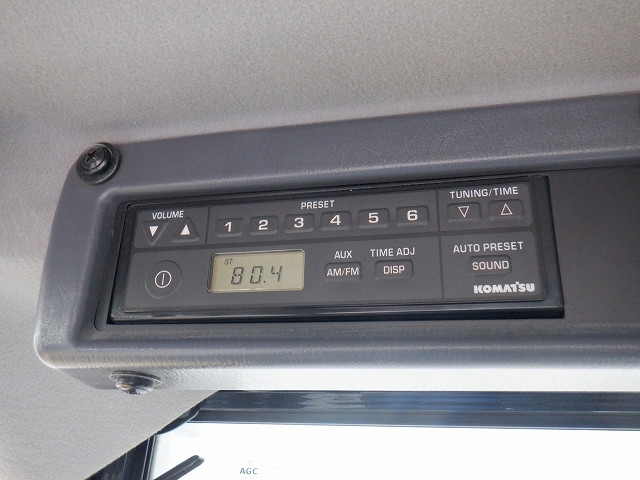 VOLUME
PRESET
TUNING/TIME
1 2 3 4 5 6
ST
80.4
AUX
AM/FM
TIME ADJ
DISP
AUTO PRESET
SOUND
KOMATSU
AGC